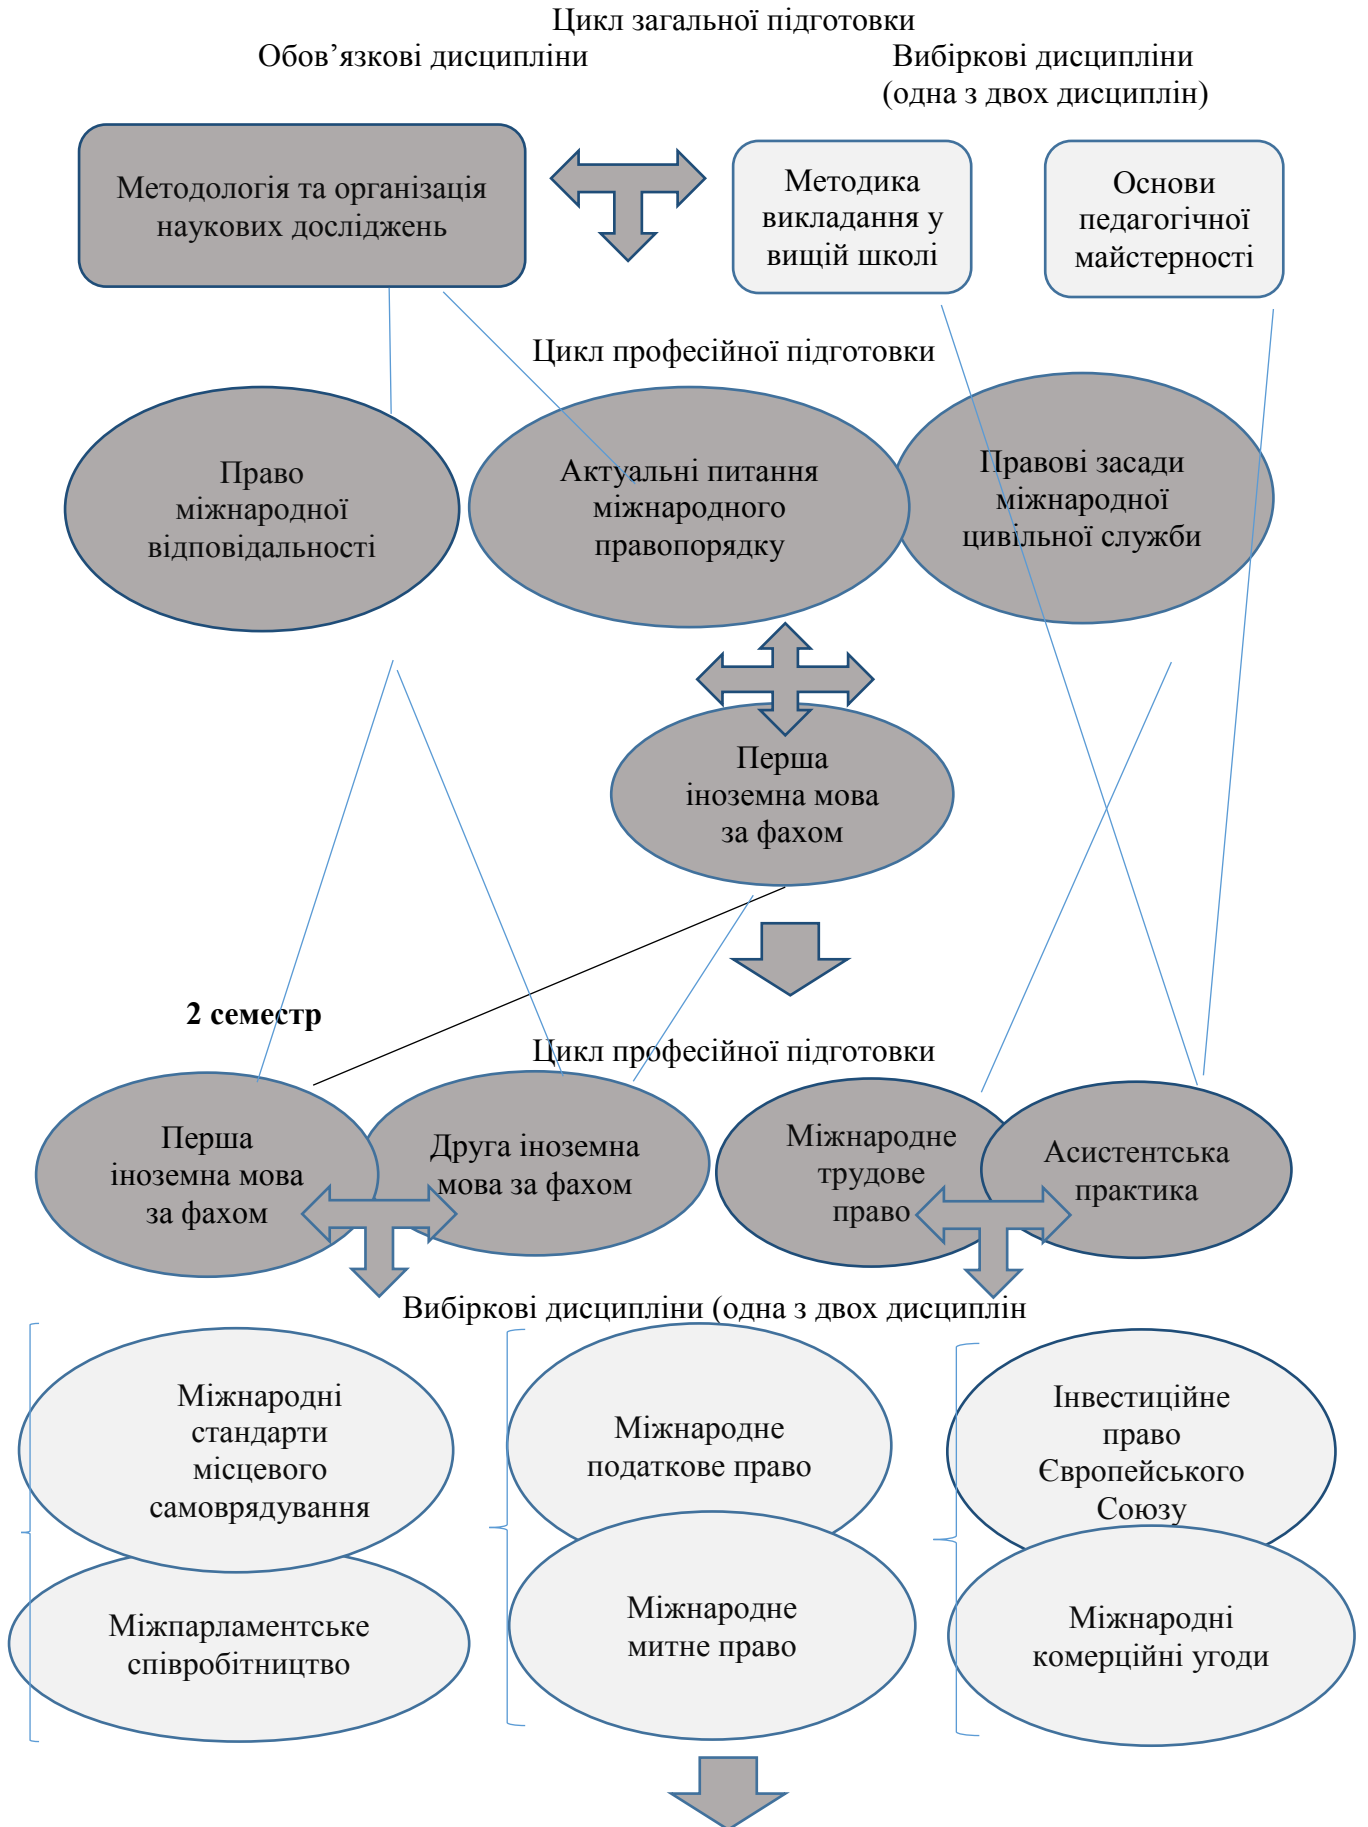 Цикл загальної підготовки
Обов’язкові дисципліни
Вибіркові дисципліни
(одна з двох дисциплін)
Методологія та організація
наукових досліджень
Методика
викладання у
вищій школі
Основи
педагогічної
майстерності
Цикл професійної підготовки
Право
міжнародної
відповідальності
Актуальні питання
міжнародного
правопорядку
Правові засади
міжнародної
цивільної служби
Перша
іноземна мова
за фахом
2 семестр
Цикл професійної підготовки
Перша
іноземна мова
за фахом
Друга іноземна
мова за фахом
Міжнародне
трудове
право
Асистентська
практика
Вибіркові дисципліни (одна з двох дисциплін
Міжнародні
стандарти
місцевого
самоврядування
Міжнародне
податкове право
Інвестиційне
право
Європейського
Союзу
Міжпарламентське
співробітництво
Міжнародне
митне право
Міжнародні
комерційні угоди